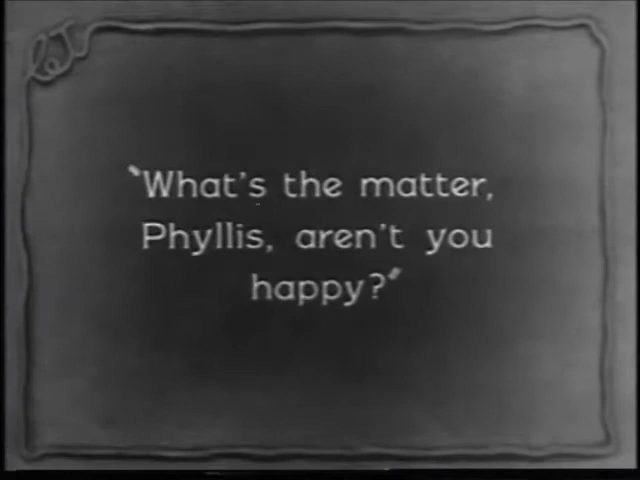 "What's the matter,
Phyllis, aren't you
happy?"